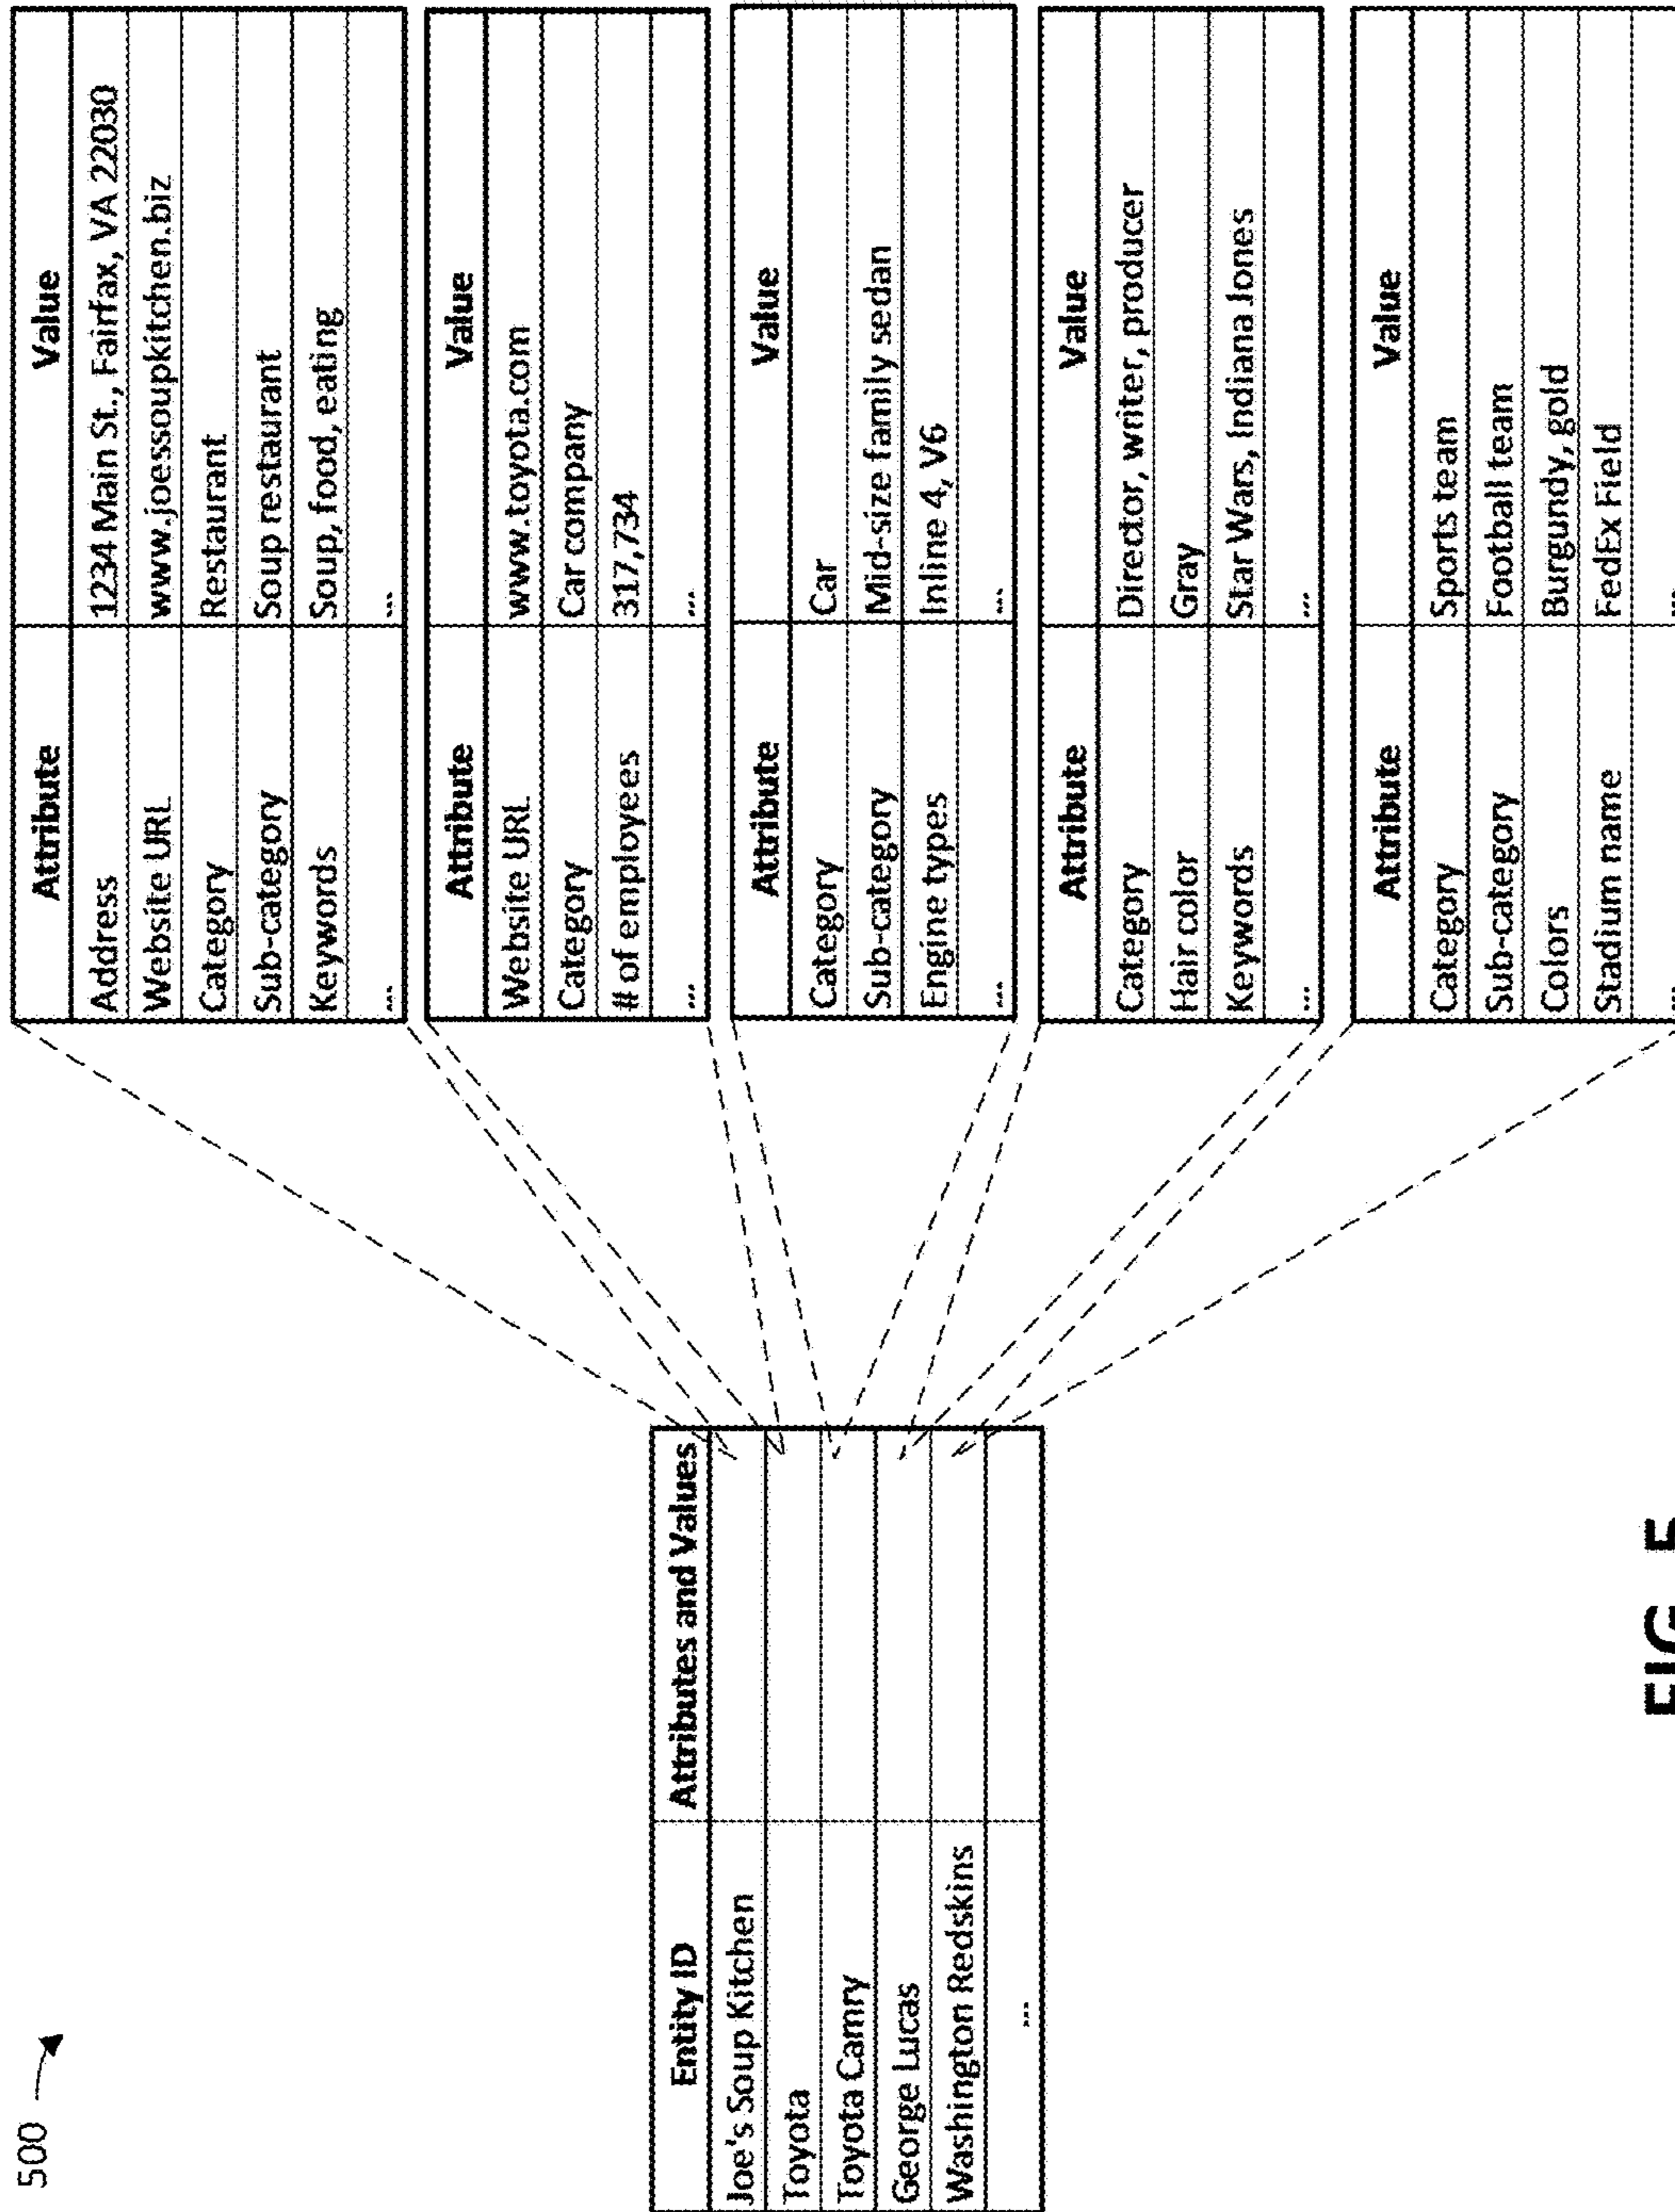 500
Entity ID Attributes and Values
Joe's Soup Kitchen
Toyota
Toyota Camry
George Lucas
Washington Redskins
...
Attribute Value
Address 1234 Main St., Fairfax, VA 22030
Website URL www.joessoupkitchen.biz
Category Restaurant
Sub-category Soup restaurant
Keywords Soup, food, eating
... ...
Attribute Value
Website URL www.toyota.com
Category Car company
# of employees 317,734
... ...
Attribute Value
Category Car
Sub-category Mid-size family sedan
Engine types Inline 4, V6
... ...
Attribute Value
Category Director, writer, producer
Hair color Gray
Keywords Star Wars, Indiana Jones
... ...
Attribute Value
Category Sports team
Sub-category Football team
Colors Burgundy, gold
Stadium name FedEx Field
... ...
FIG. 5